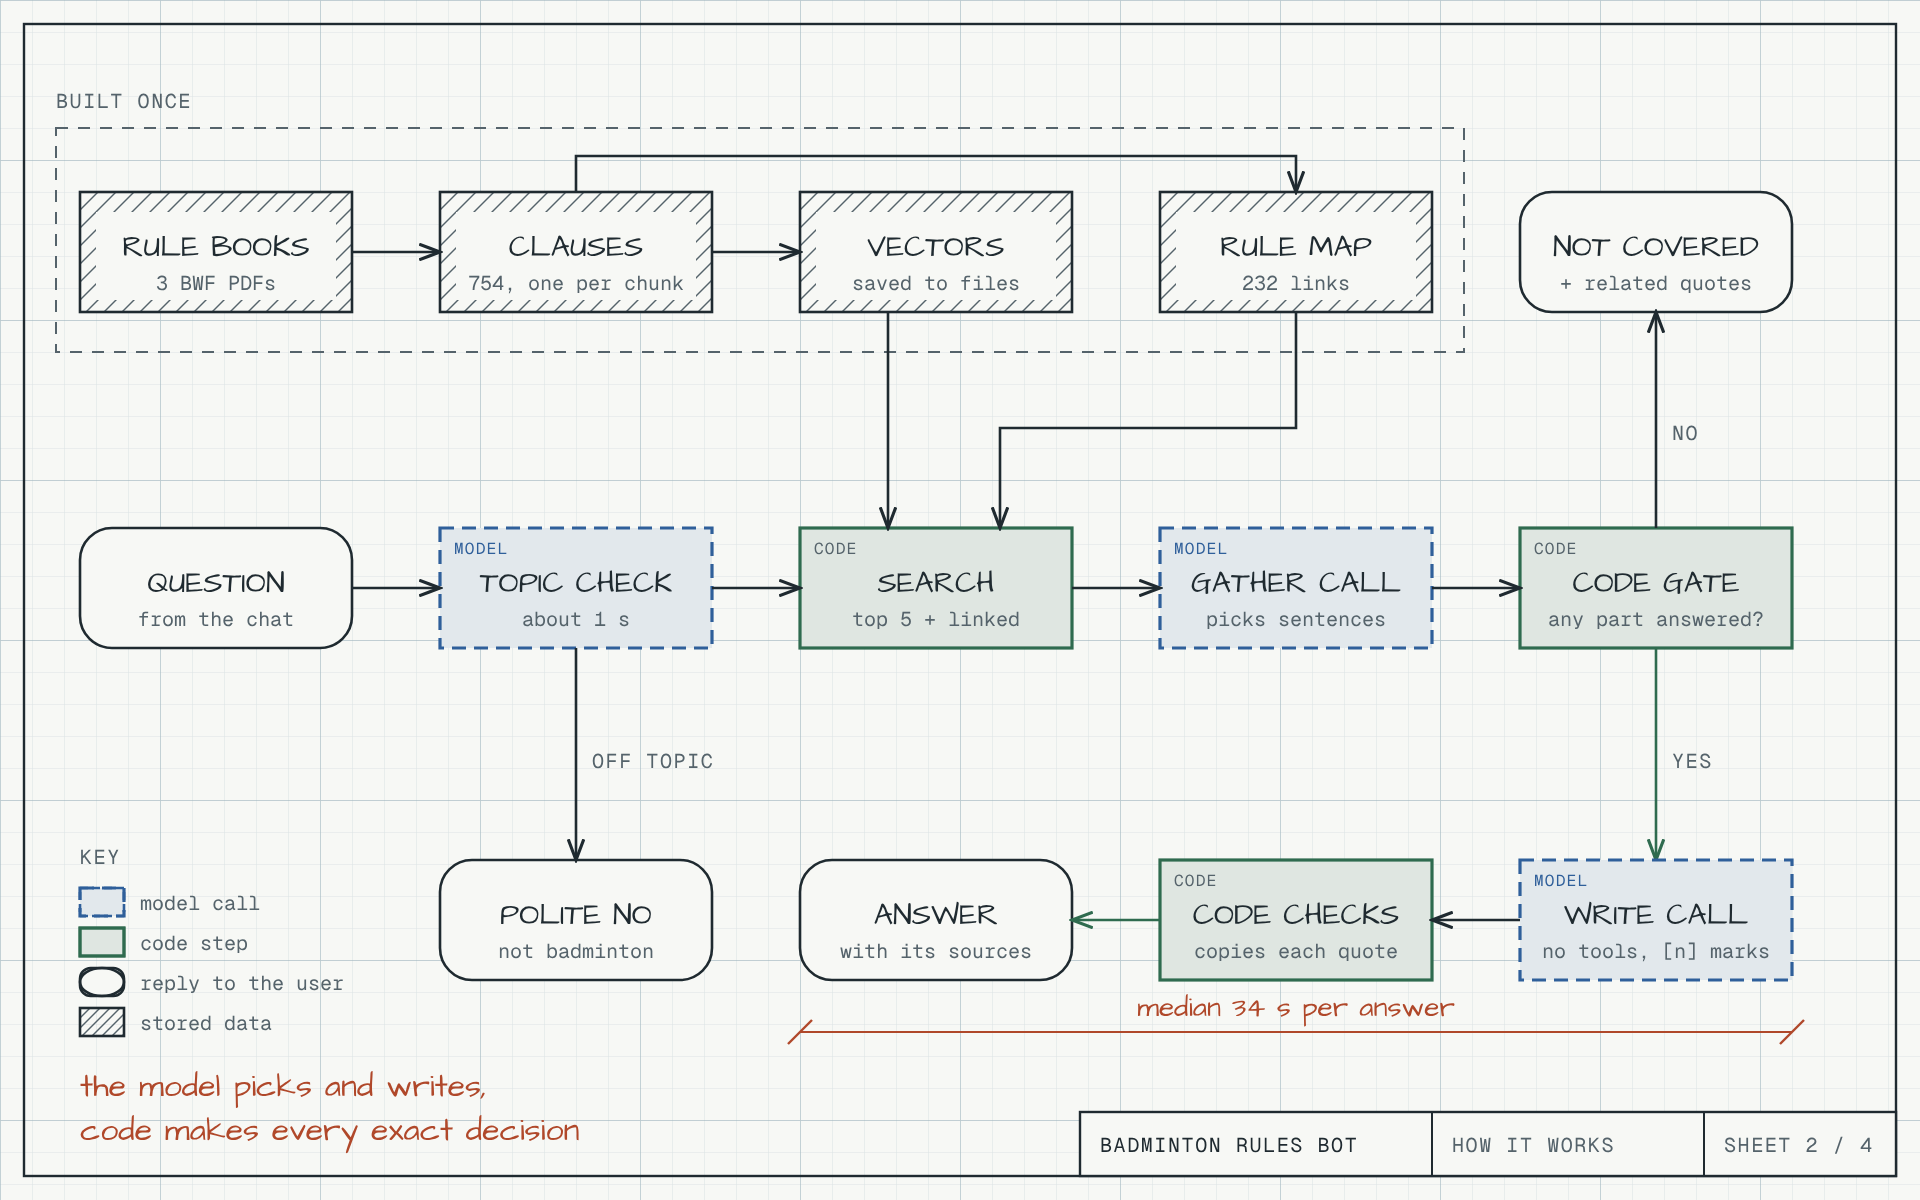 BUILT ONCE
RULE BOOKS
3 BWF PDFs
CLAUSES
754, one per chunk
VECTORS
saved to files
RULE MAP
232 links
NOT COVERED
+ related quotes
NO
QUESTION
from the chat
MODEL
TOPIC CHECK
about 1 s
CODE
SEARCH
top 5 + linked
MODEL
GATHER CALL
picks sentences
CODE
CODE GATE
any part answered?
OFF TOPIC
YES
KEY
model call
code step
reply to the user
stored data
POLITE NO
not badminton
ANSWER
with its sources
CODE
CODE CHECKS
copies each quote
MODEL
WRITE CALL
no tools, [n] marks
median 34 s per answer
the model picks and writes,
code makes every exact decision
BADMINTON RULES BOT
HOW IT WORKS
SHEET 2 / 4